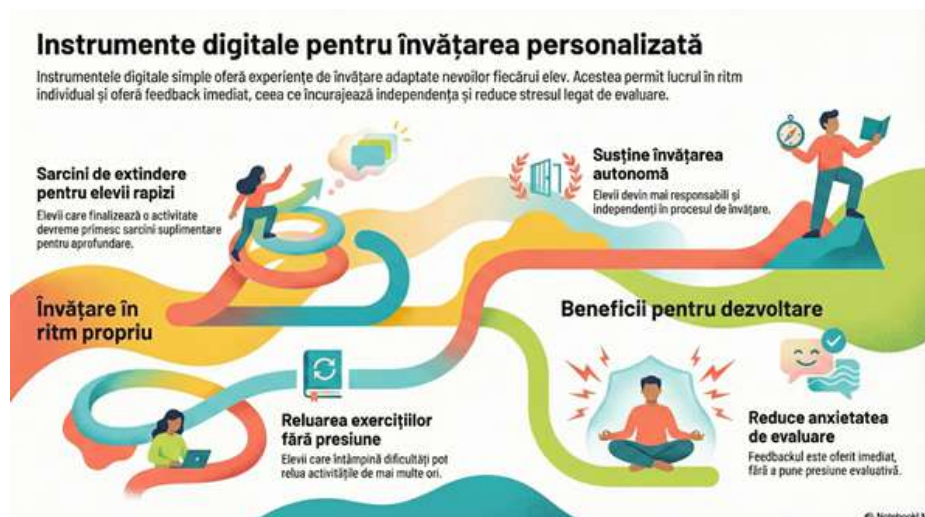 Instrumente digitale pentru învățarea personalizată
Instrumentele digitale simple oferă experiențe de învățare adaptate nevoilor fiecărui elev. Acestea permit lucrul în ritm
individual și oferă feedback imediat, ceea ce încurajează independența și reduce stresul legat de evaluare.
Sarcini de extindere
pentru elevii rapizi
Elevii care finalizează o activitate
devreme primesc sarcini suplimentare
pentru aprofundare.
Susține învățarea
autonomă
Elevii devin mai responsabili și
independenți în procesul de învățare.
Învățare în
ritm propriu
Beneficii pentru dezvoltare
Reluarea exercițiilor
fără presiune
Elevii care întâmpină dificultăți pot
relua activitățile de mai multe ori.
Reduce anxietatea
de evaluare
Feedbackul este oferit imediat,
fără a pune presiune evaluativă.